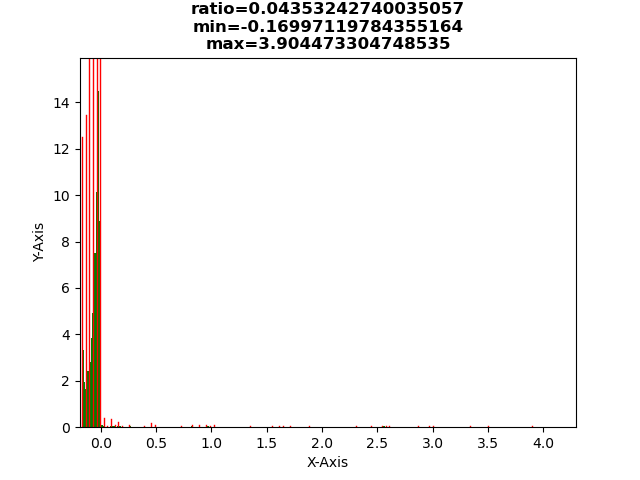 ratio=0.04353242740035057
min=-0.16997119784355164
max=3.904473304748535
Y-Axis
14
12
10
8
6
4
2
0
0.0 0.5 1.0 1.5 2.0 2.5 3.0 3.5 4.0
X-Axis